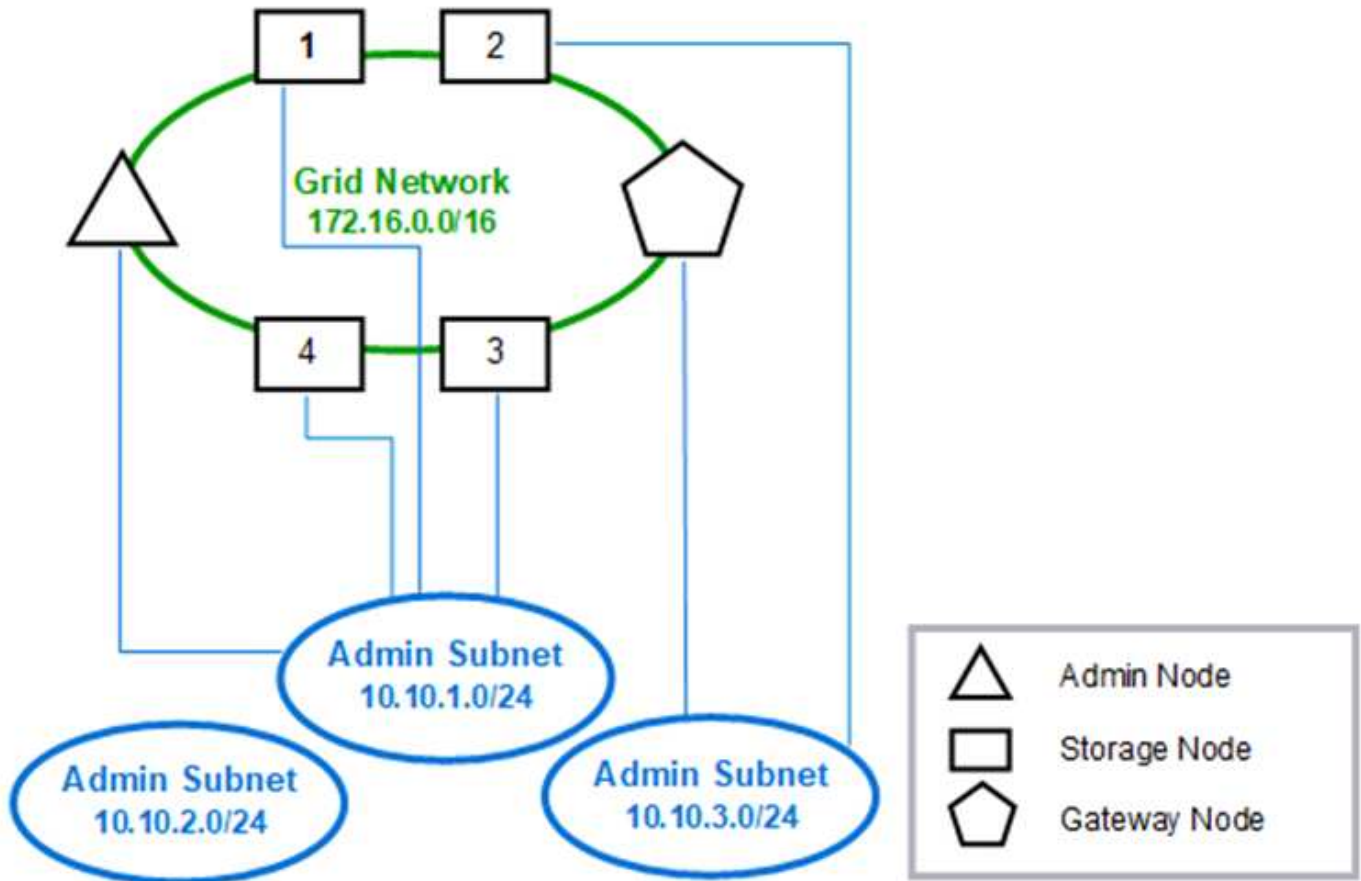 1
2
Grid Network
172.16.0.0/16
4
3
Admin Subnet
10.10.1.0/24
Admin Subnet
10.10.2.0/24
Admin Subnet
10.10.3.0/24
Admin Node
Storage Node
Gateway Node